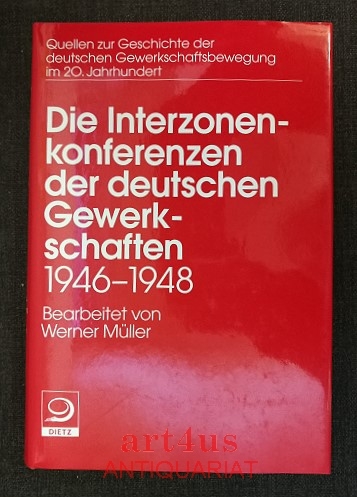 Quellen zur Geschichte der
deutschen Gewerkschaftsbewegung
im 20. Jahrhundert
Die Interzonen-
konferenzen
der deutschen
Gewerk-
schaften
1946–1948
Bearbeitet von
Werner Müller
DIETZ
art4us
ANTIQUARIAT